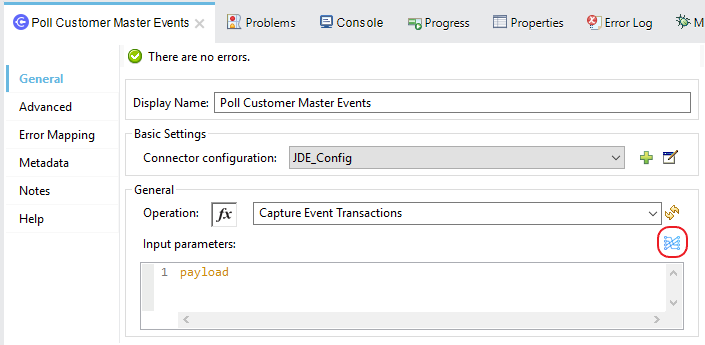 Poll Customer Master Events
Problems
Console
Progress
Properties
Error Log
M
There are no errors.
General
Advanced
Error Mapping
Metadata
Notes
Help
Display Name: Poll Customer Master Events
Basic Settings
Connector configuration: JDE_Config
General
Operation: fx Capture Event Transactions
Input parameters:
1 payload